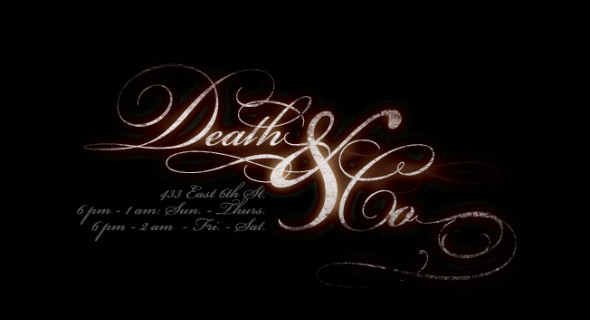 Death & Co
433 East 6th St.
6 pm - 1 am: Sun. - Thurs.
6 pm - 2 am - Fri. - Sat.